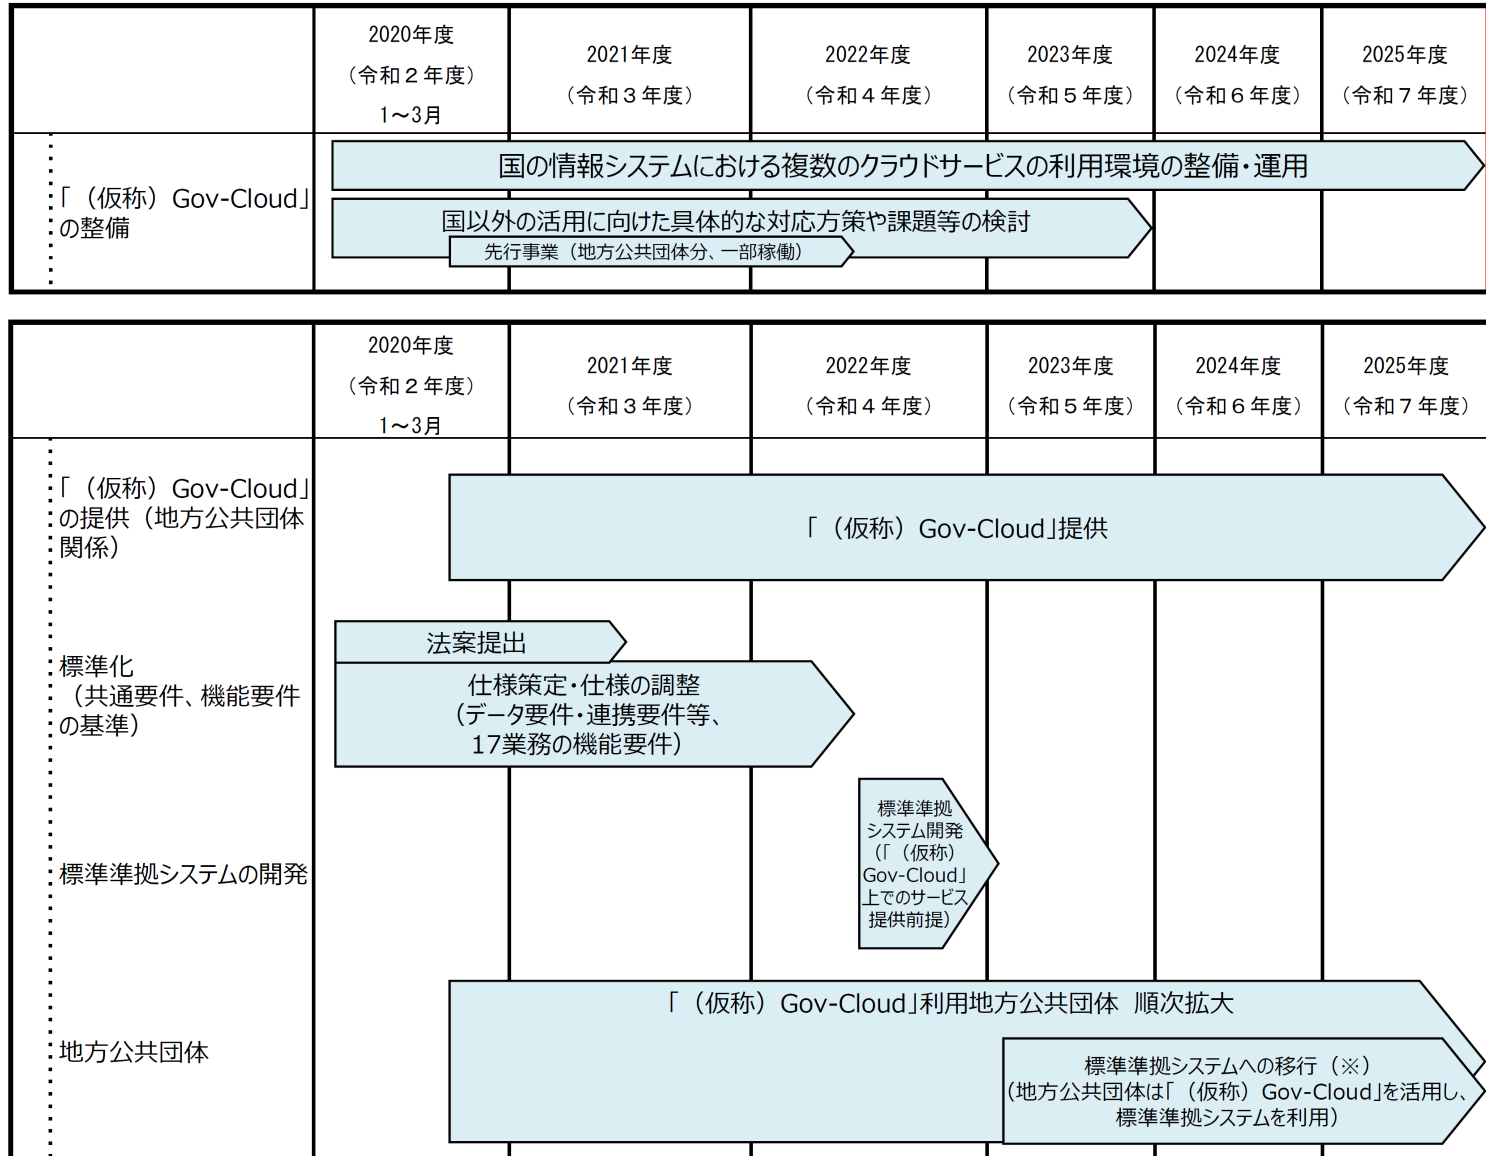 2020年度
（令和２年度）
1～3月
2021年度
（令和３年度）
2022年度
（令和４年度）
2023年度
（令和５年度）
2024年度
（令和６年度）
2025年度
（令和７年度）
「（仮称）Gov-Cloud」
の整備
国の情報システムにおける複数のクラウドサービスの利用環境の整備・運用
国以外の活用に向けた具体的な対応方策や課題等の検討
先行事業（地方公共団体分、一部稼働）
2020年度
（令和２年度）
1～3月
2021年度
（令和３年度）
2022年度
（令和４年度）
2023年度
（令和５年度）
2024年度
（令和６年度）
2025年度
（令和７年度）
「（仮称）Gov-Cloud」
の提供（地方公共団体
関係）
「（仮称）Gov-Cloud」提供
標準化
（共通要件、機能要件
の基準）
法案提出
仕様策定・仕様の調整
（データ要件・連携要件等、
17業務の機能要件）
標準準拠システムの開発
標準準拠
システム開発
（「（仮称）
Gov-Cloud」
上でのサービス
提供前提）
地方公共団体
「（仮称）Gov-Cloud」利用地方公共団体 順次拡大
標準準拠システムへの移行（※）
（地方公共団体は「（仮称）Gov-Cloud」を活用し、
標準準拠システムを利用）